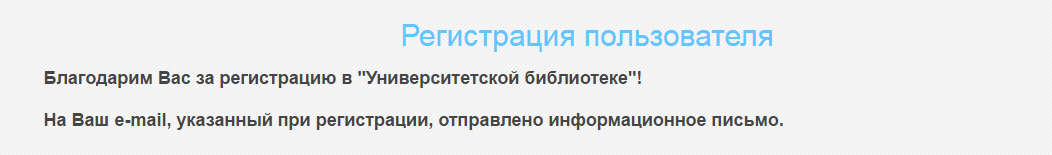 Регистрация пользователя
Благодарим Вас за регистрацию в "Университетской библиотеке"!
На Ваш e-mail, указанный при регистрации, отправлено информационное письмо.